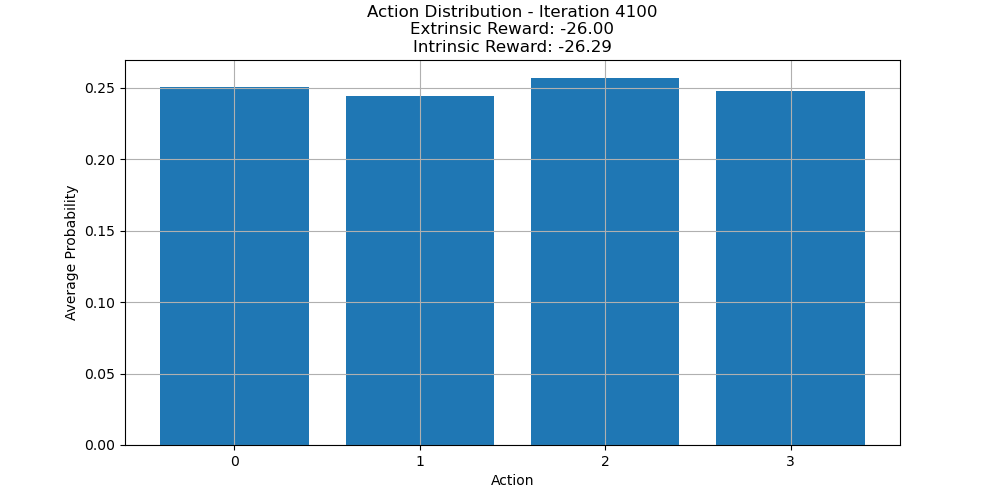 Action Distribution - Iteration 4100
Extrinsic Reward: -26.00
Intrinsic Reward: -26.29
Average Probability
0.25
0.20
0.15
0.10
0.05
0.00
0 1 2 3
Action